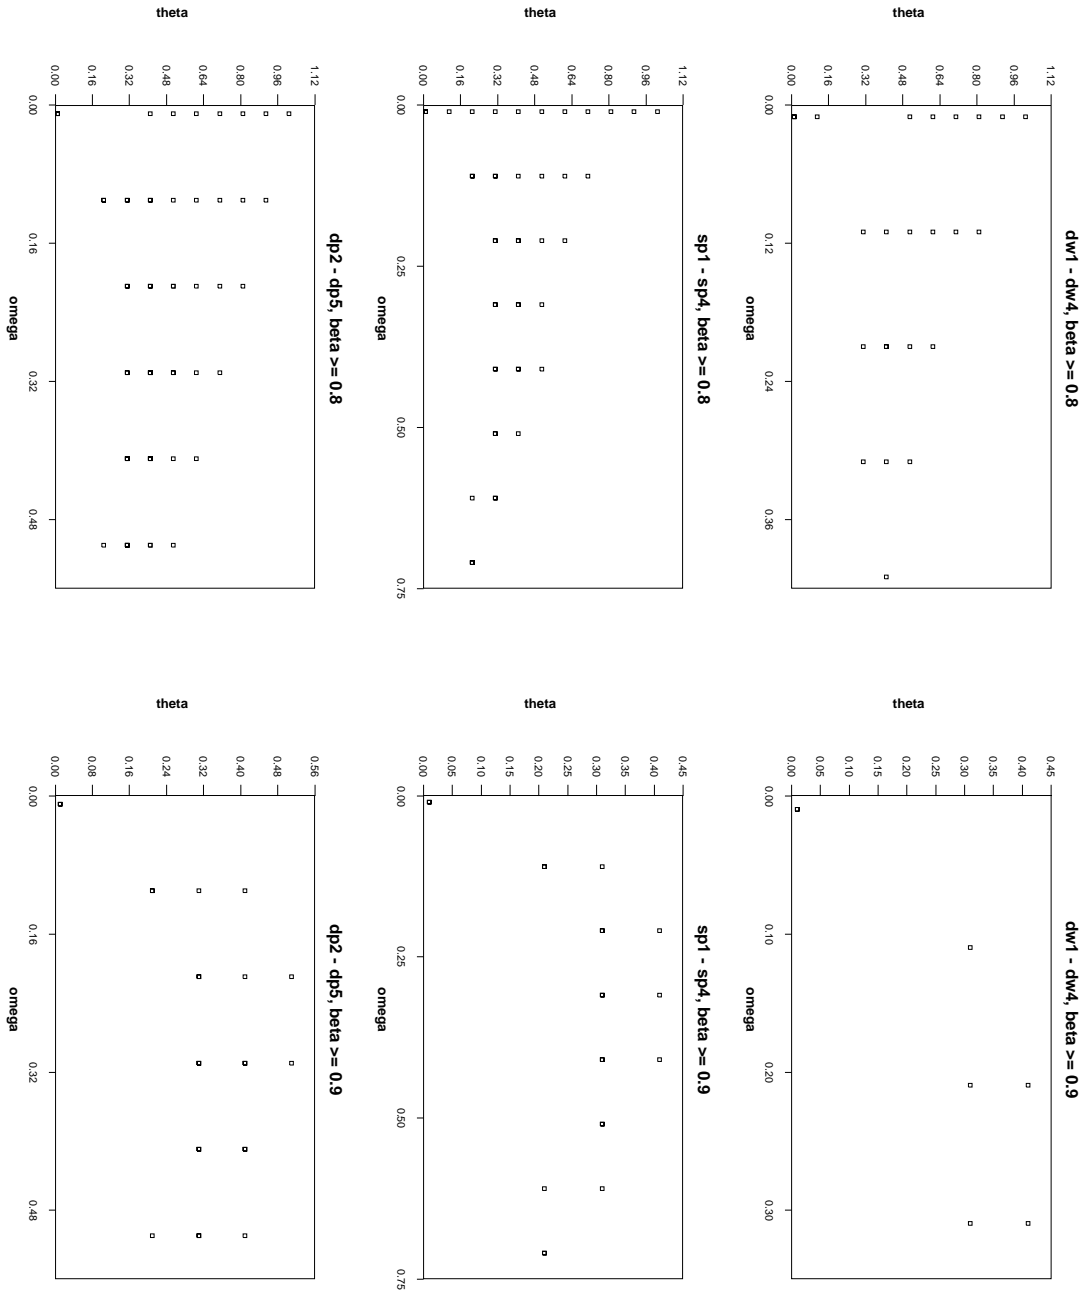 dw1 - dw4, beta >= 0.8
theta
1.12
0.96
0.80
0.64
0.48
0.32
0.16
0.00
0.00 0.12 0.24 0.36
omega
dw1 - dw4, beta >= 0.9
theta
0.45
0.40
0.35
0.30
0.25
0.20
0.15
0.10
0.05
0.00
0.00 0.10 0.20 0.30
omega
sp1 - sp4, beta >= 0.8
theta
1.12
0.96
0.80
0.64
0.48
0.32
0.16
0.00
0.00 0.25 0.50 0.75
omega
sp1 - sp4, beta >= 0.9
theta
0.45
0.40
0.35
0.30
0.25
0.20
0.15
0.10
0.05
0.00
0.00 0.25 0.50 0.75
omega
dp2 - dp5, beta >= 0.8
theta
1.12
0.96
0.80
0.64
0.48
0.32
0.16
0.00
0.00 0.16 0.32 0.48
omega
dp2 - dp5, beta >= 0.9
theta
0.56
0.48
0.40
0.32
0.24
0.16
0.08
0.00
0.00 0.16 0.32 0.48
omega